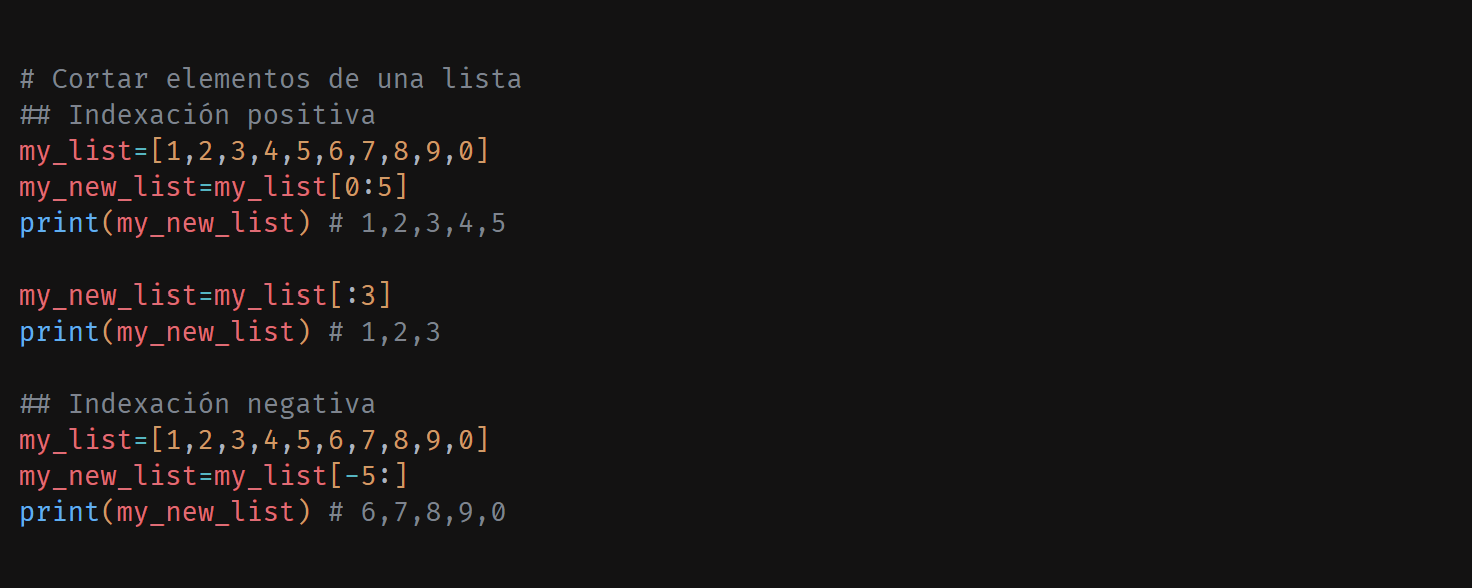 # Cortar elementos de una lista
## Indexación positiva
my_list=[1,2,3,4,5,6,7,8,9,0]
my_new_list=my_list[0:5]
print(my_new_list) # 1,2,3,4,5
my_new_list=my_list[:3]
print(my_new_list) # 1,2,3
## Indexación negativa
my_list=[1,2,3,4,5,6,7,8,9,0]
my_new_list=my_list[-5:]
print(my_new_list) # 6,7,8,9,0